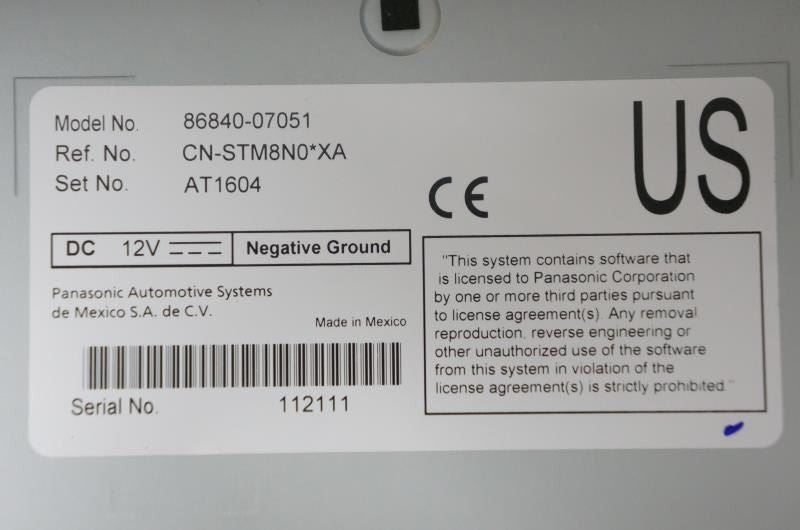 Model No. 86840-07051
Ref. No. CN-STM8N0*XA
Set No. AT1604
CE
US
DC 12V Negative Ground
Panasonic Automotive Systems
de Mexico S.A. de C.V.
Made in Mexico
Serial No. 112111
"This system contains software that
is licensed to Panasonic Corporation
by one or more third parties pursuant
to license agreement(s). Any removal
reproduction, reverse engineering or
other unauthorized use of the software
from this system in violation of the
license agreement(s) is strictly prohibited."